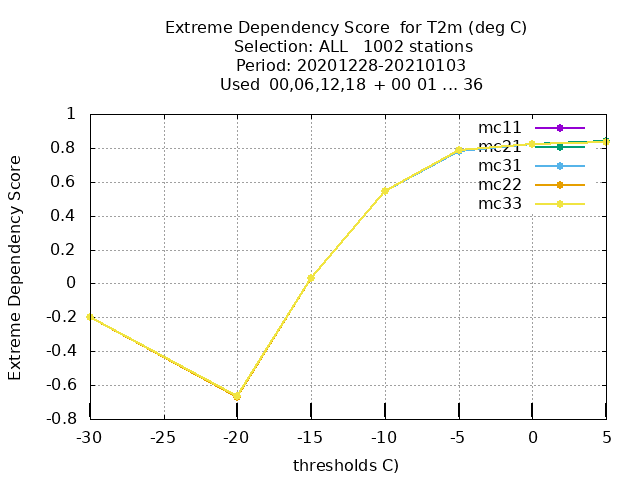 Extreme Dependency Score  for T2m (deg C)
Selection: ALL   1002 stations
Period: 20201228-20210103
Used  00,06,12,18  + 00 01 ... 36
Extreme Dependency Score
1
0.8
0.6
0.4
0.2
0
-0.2
-0.4
-0.6
-0.8
mc11
mc21
mc31
mc22
mc33
-30 -25 -20 -15 -10 -5 0 5
thresholds C)